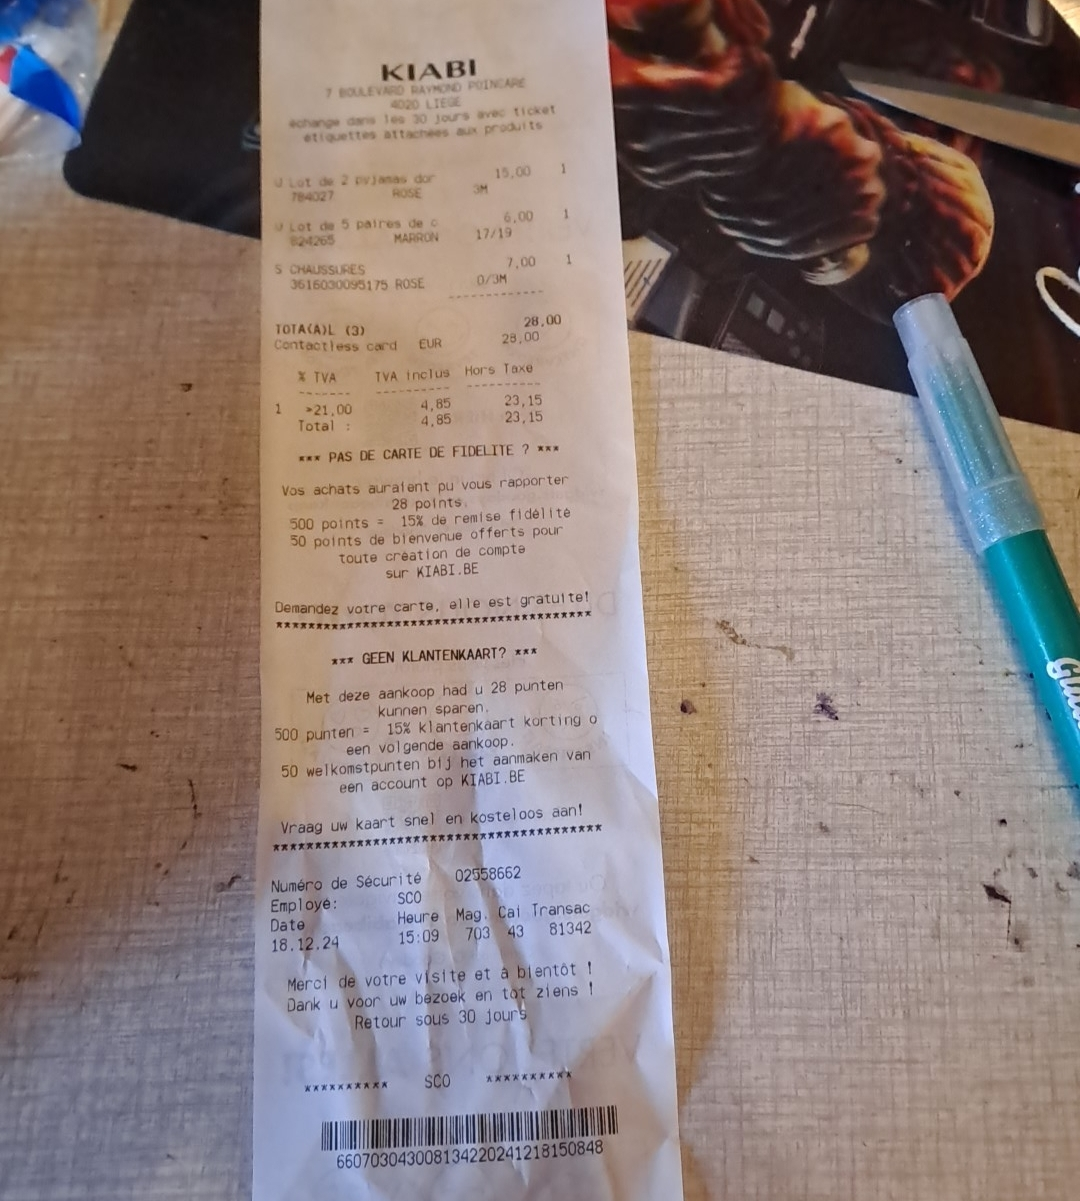 KIABI
7 BOULEVARD RAYMOND POINCARE
4020 LIEGE
échange dans les 30 jours avec ticket
étiquettes attachées aux produits
U Lot de 2 pyjamas dor 15,00 1
784027 ROSE 3M
U Lot de 5 paires de c 6,00 1
824265 MARRON 17/19
S CHAUSSURES 7,00 1
3616030095175 ROSE 0/3M
------------
TOTA(A)L (3) 28,00
Contactless card EUR 28,00
% TVA TVA inclus Hors Taxe
------- --------- ---------
1 >21,00 4,85 23,15
Total : 4,85 23,15
*** PAS DE CARTE DE FIDELITE ? ***
Vos achats auraient pu vous rapporter
28 points.
500 points = 15% de remise fidélité
50 points de bienvenue offerts pour
toute création de compte
sur KIABI.BE
Demandez votre carte, elle est gratuite!
****************************************
*** GEEN KLANTENKAART? ***
Met deze aankoop had u 28 punten
kunnen sparen.
500 punten = 15% klantenkaart korting o
een volgende aankoop.
50 welkomstpunten bij het aanmaken van
een account op KIABI.BE
Vraag uw kaart snel en kosteloos aan!
****************************************
Numéro de Sécurité 02558662
Employé: SCO
Date Heure Mag. Cai Transac
18.12.24 15:09 703 43 81342
Merci de votre visite et à bientôt !
Dank u voor uw bezoek en tot ziens !
Retour sous 30 jours
********** SCO **********
6607030430081342202412181508​48